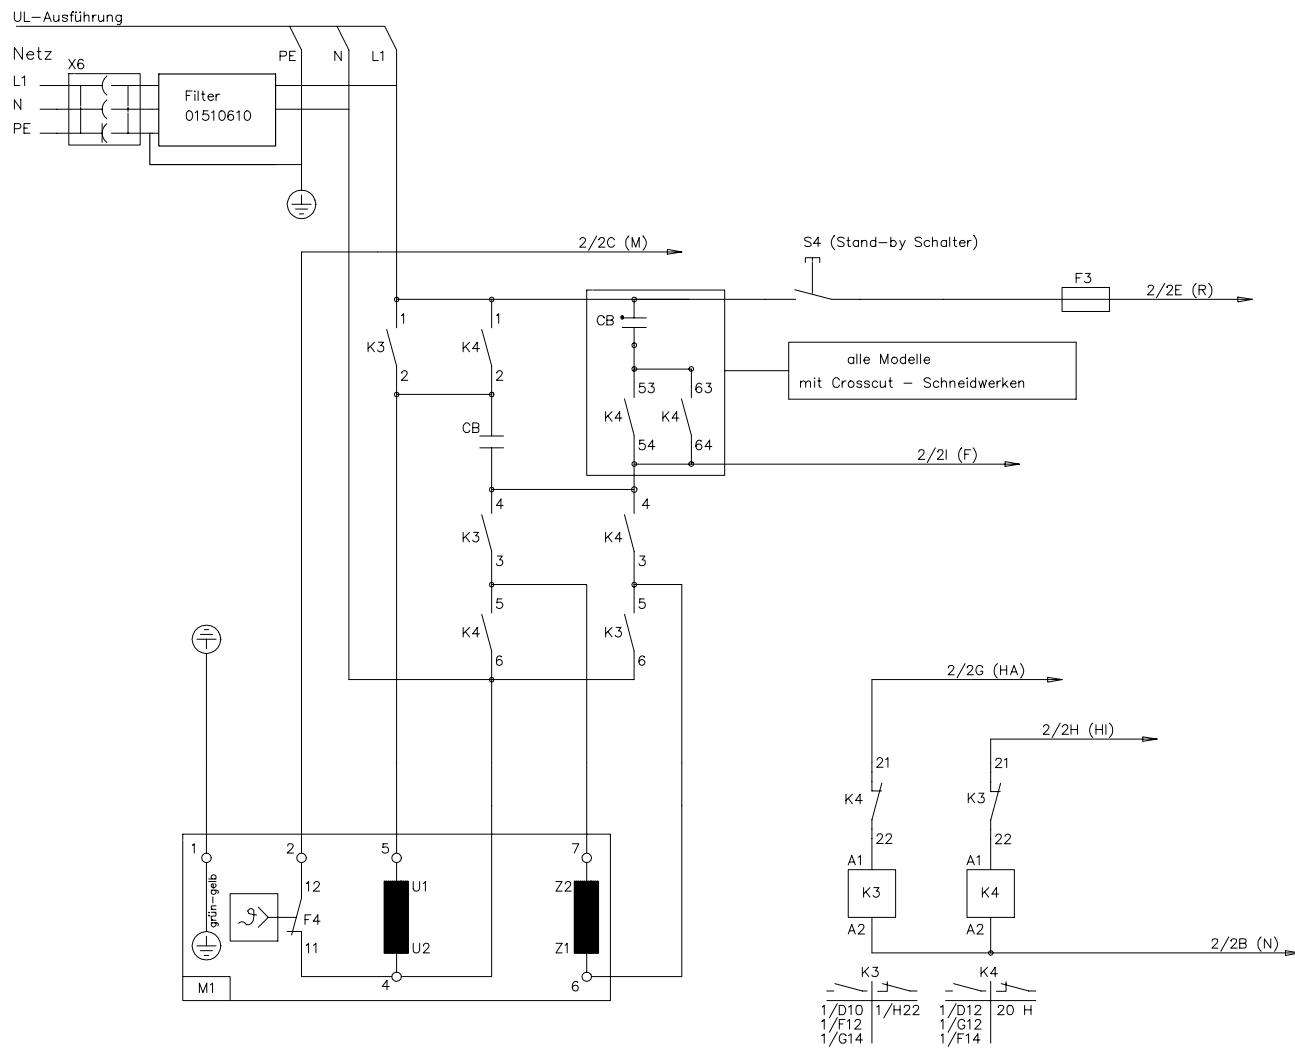 UL-Ausführung
Netz
X6
PE
N
L1
L1
N
PE
Filter
01510610
2/2C (M)
S4 (Stand-by Schalter)
F3
2/2E (R)
CB
1
1
K3
K4
2
2
alle Modelle
mit Crosscut - Schneidwerken
53
63
K4
K4
54
64
CB
2/2I (F)
4
4
K3
K4
3
3
5
5
K4
K3
6
6
2/2G (HA)
2/2H (HI)
21
21
K4
K3
22
22
A1
A1
K3
K4
A2
A2
2/2B (N)
1
2
5
7
grün-gelb
12
U1
Z2
F4
11
U2
Z1
4
6
M1
K3
K4
1/D10
1/H22
1/F12
1/G14
1/D12
20 H
1/G12
1/F14